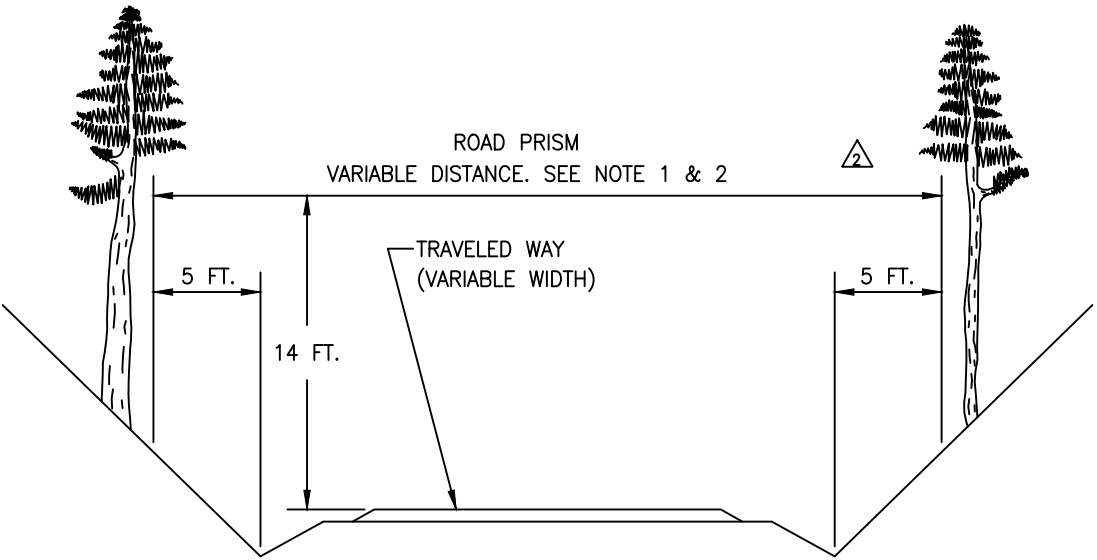 ROAD PRISM
VARIABLE DISTANCE. SEE NOTE 1 & 2
2
TRAVELED WAY
(VARIABLE WIDTH)
5 FT.
5 FT.
14 FT.